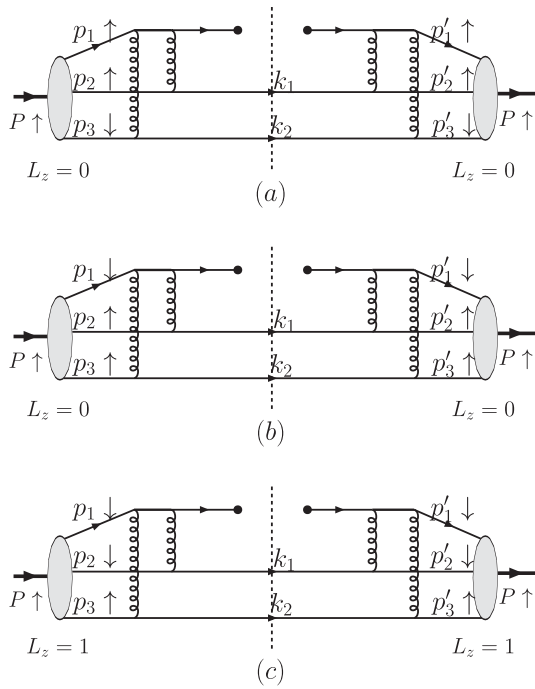 p₁ ↑ p′₁ ↑
p₂ ↑ k₁ p′₂ ↑
P ↑ P ↑
p₃ ↓ k₂ p′₃ ↓
L_z = 0 L_z = 0
(a)
p₁ ↓ p′₁ ↓
p₂ ↑ k₁ p′₂ ↑
P ↑ P ↑
p₃ ↑ k₂ p′₃ ↑
L_z = 0 L_z = 0
(b)
p₁ ↓ p′₁ ↓
p₂ ↓ k₁ p′₂ ↓
P ↑ P ↑
p₃ ↑ k₂ p′₃ ↑
L_z = 1 L_z = 1
(c)